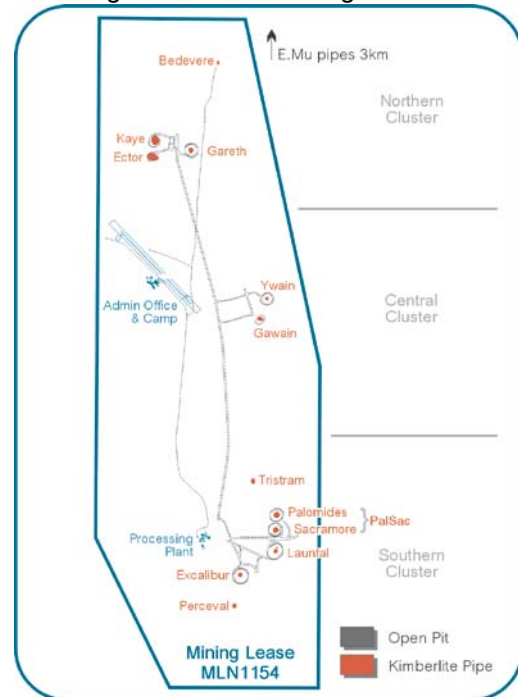 E.Mu pipes 3km
Bedevere
Northern
Cluster
Kaye
Ector
Gareth
Ywain
Admin Office
& Camp
Gawain
Central
Cluster
Tristram
Palomides
Sacramore
PalSac
Processing
Plant
Launfal
Excalibur
Southern
Cluster
Perceval
Mining Lease
MLN1154
Open Pit
Kimberlite Pipe